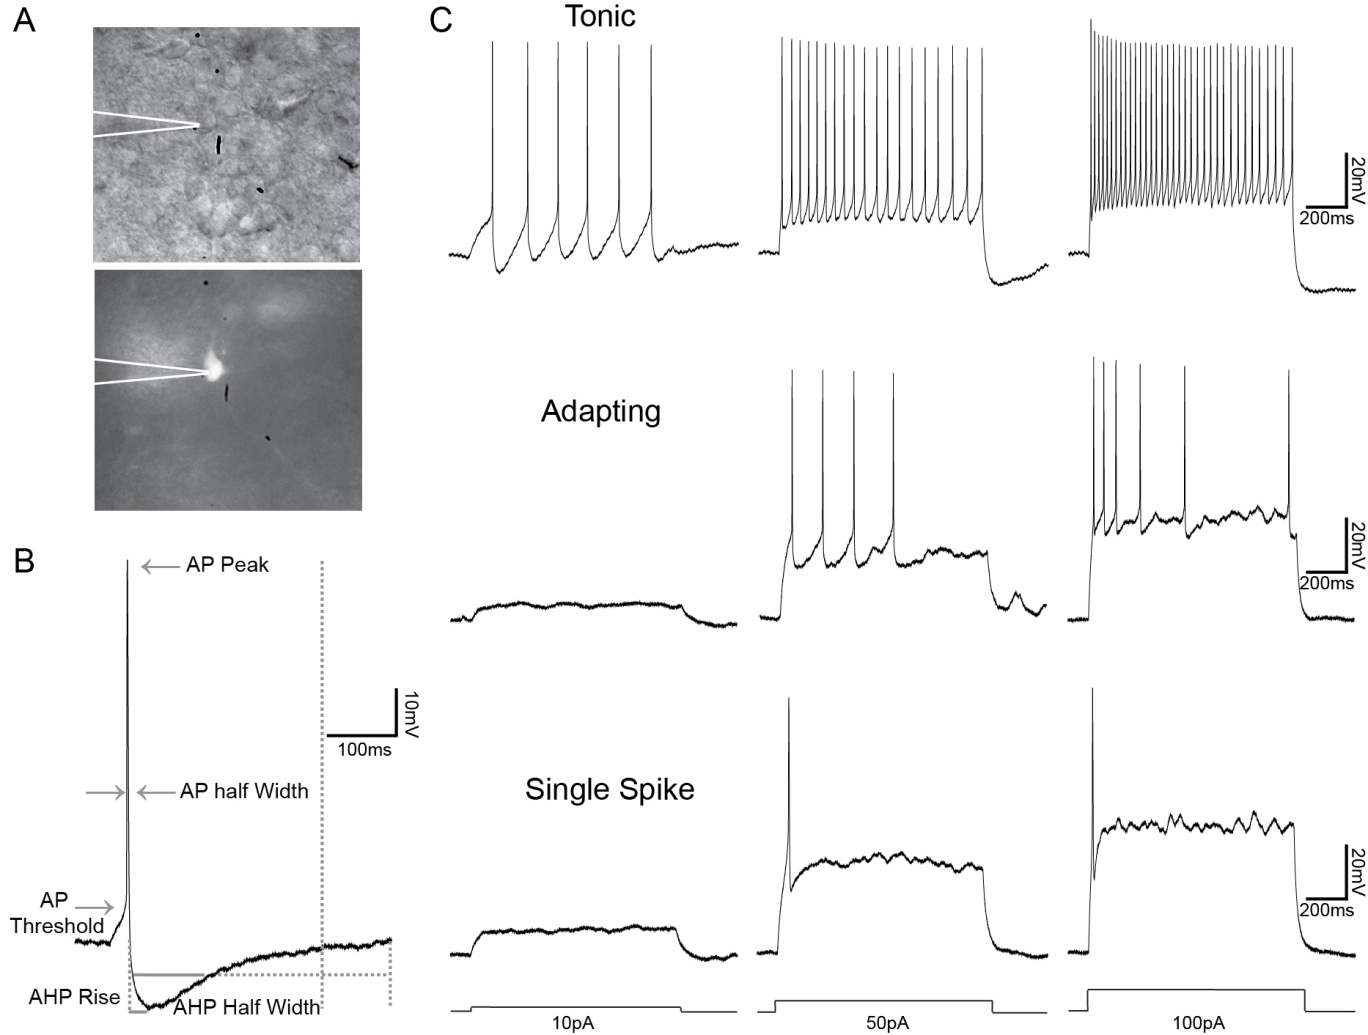 A
C
Tonic
20mV
200ms
Adapting
20mV
200ms
B
AP Peak
10mV
100ms
AP half Width
Single Spike
AP
Threshold
20mV
200ms
AHP Rise
AHP Half Width
10pA
50pA
100pA